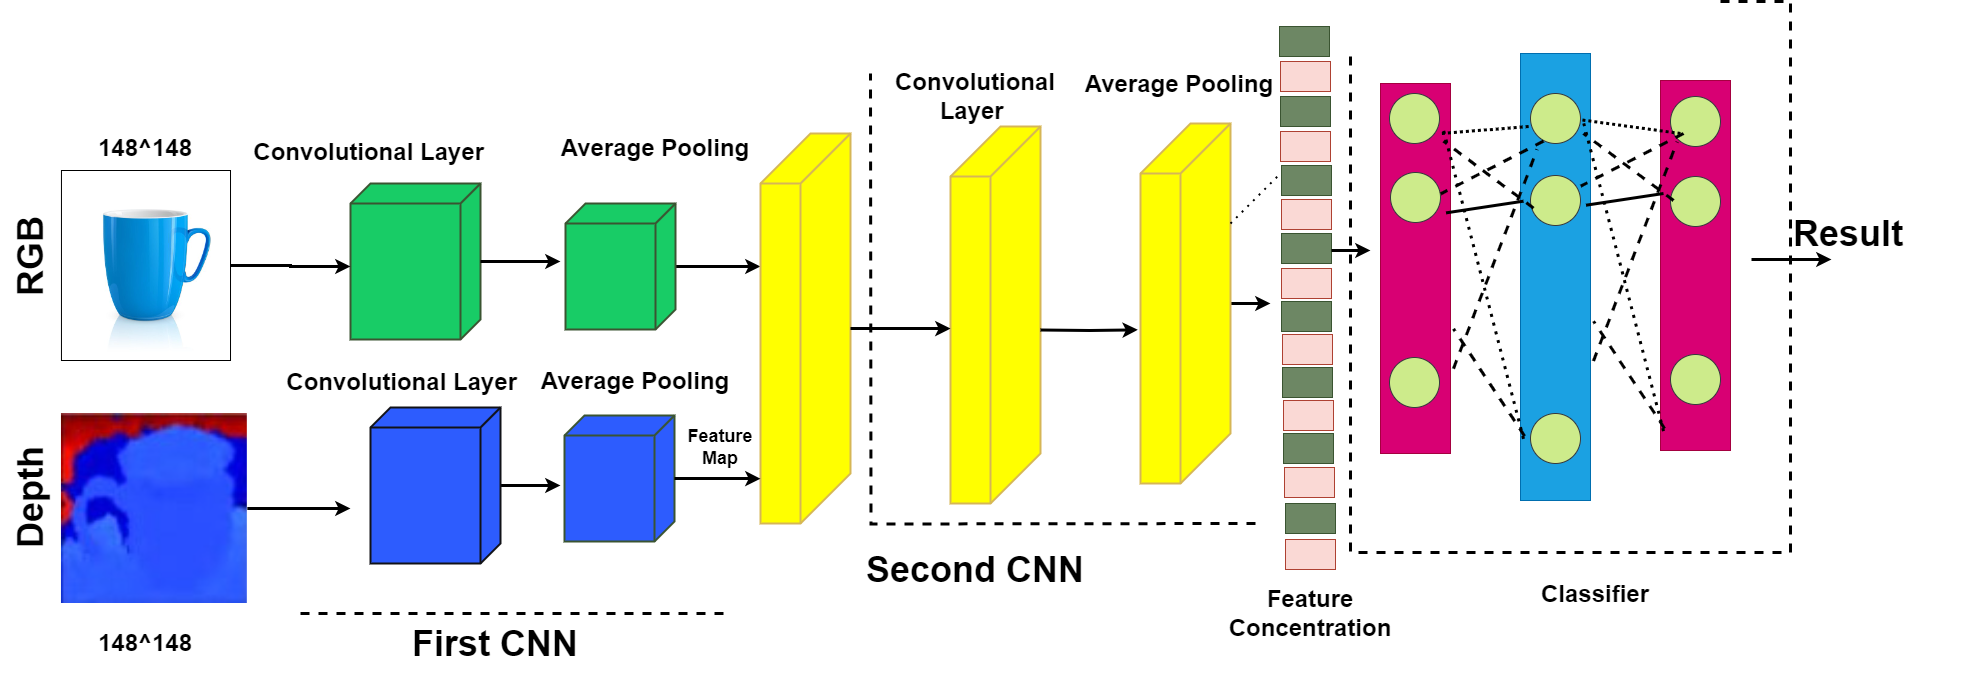 148^148
RGB
Convolutional Layer
Average Pooling
Depth
148^148
Convolutional Layer
Average Pooling
Feature
Map
First CNN
Convolutional
Layer
Average Pooling
Second CNN
Feature
Concentration
Classifier
Result